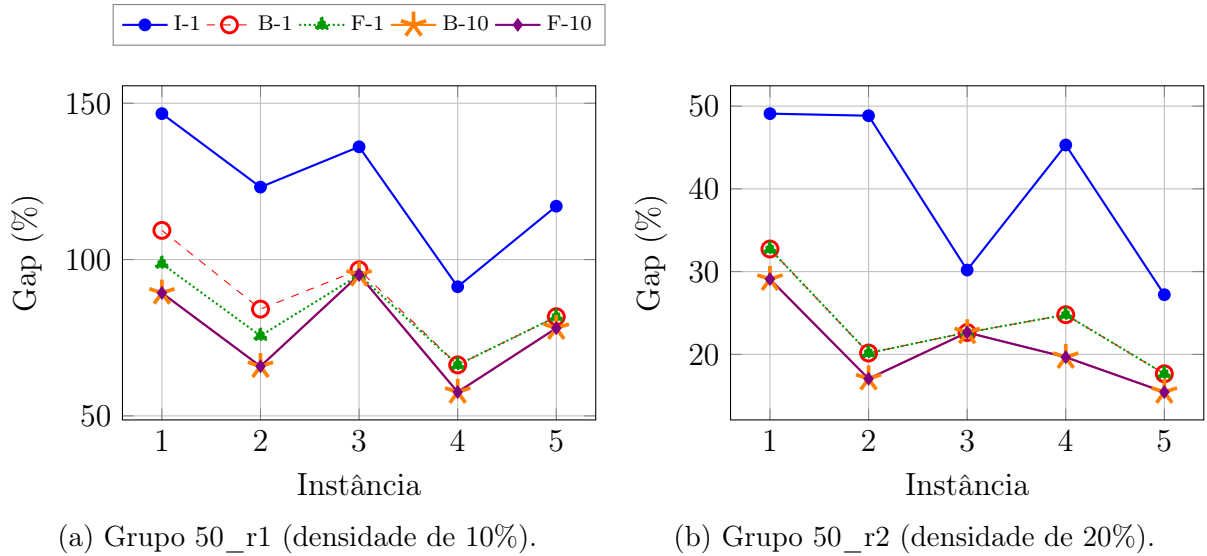 I-1 B-1 F-1 B-10 F-10
150
100
50
Gap (%)
1 2 3 4 5
Instância
(a) Grupo 50_r1 (densidade de 10%).
50
40
30
20
Gap (%)
1 2 3 4 5
Instância
(b) Grupo 50_r2 (densidade de 20%).